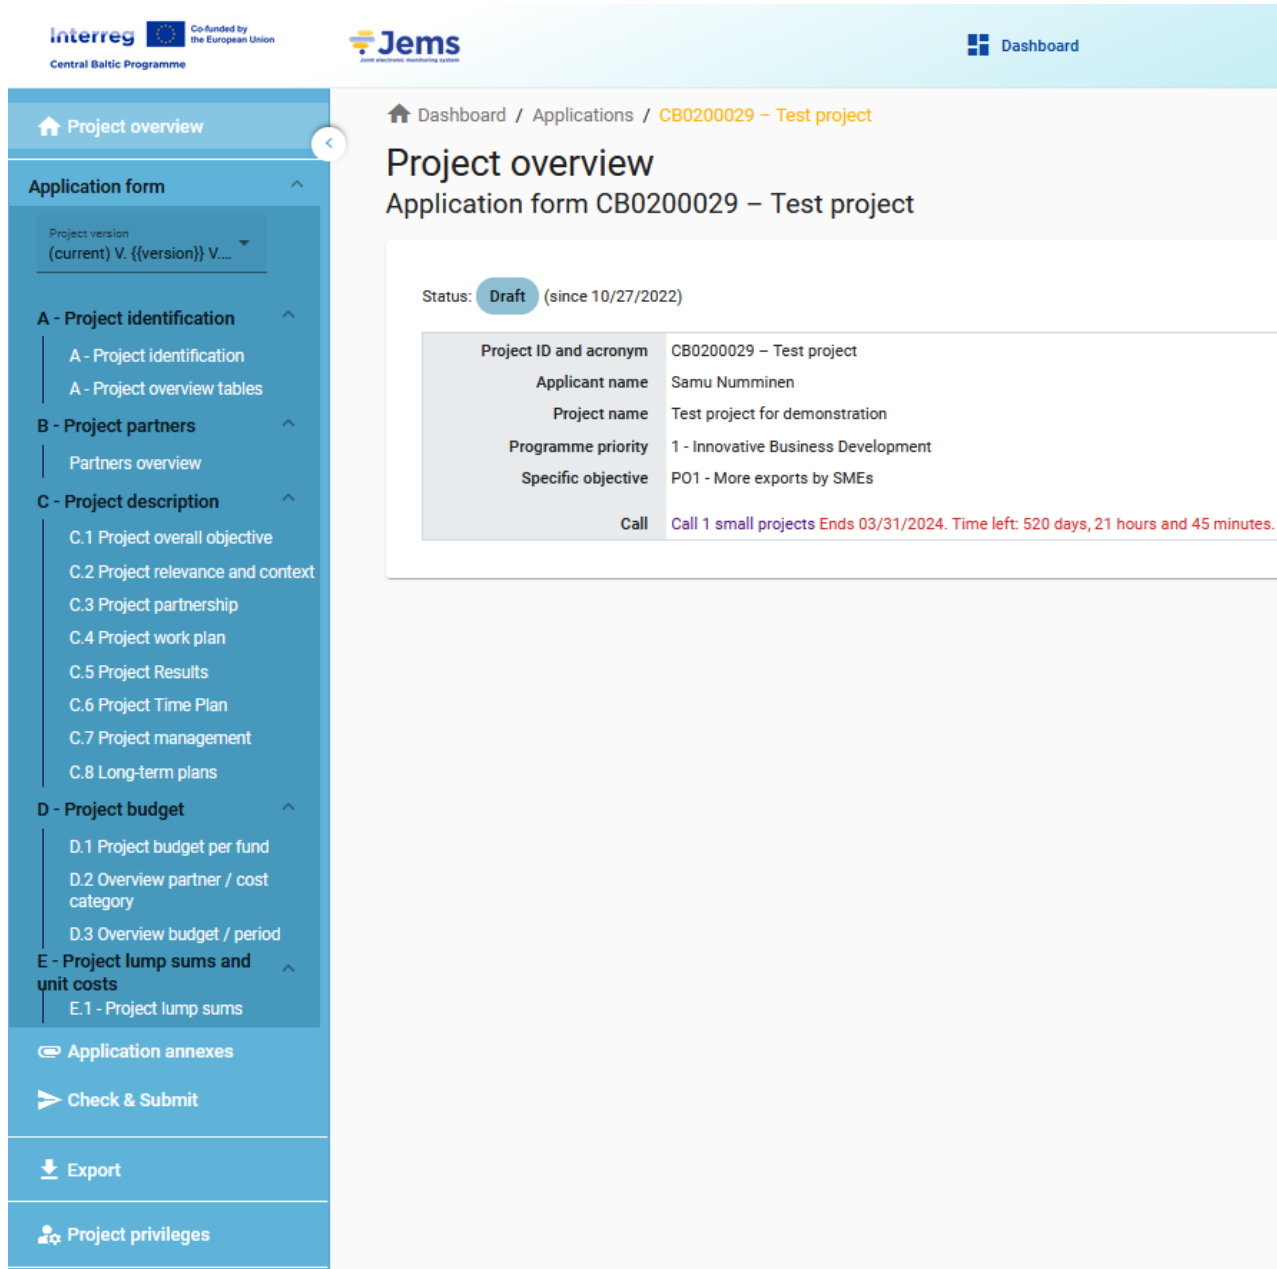 Interreg
Co-funded by
the European Union
Central Baltic Programme
Jems
Joint electronic monitoring system
Dashboard
Project overview
Application form
Project version
(current) V. {{version}} V....
A - Project identification
A - Project identification
A - Project overview tables
B - Project partners
Partners overview
C - Project description
C.1 Project overall objective
C.2 Project relevance and context
C.3 Project partnership
C.4 Project work plan
C.5 Project Results
C.6 Project Time Plan
C.7 Project management
C.8 Long-term plans
D - Project budget
D.1 Project budget per fund
D.2 Overview partner / cost
category
D.3 Overview budget / period
E - Project lump sums and
unit costs
E.1 - Project lump sums
Application annexes
Check & Submit
Export
Project privileges
Dashboard / Applications / CB0200029 – Test project
Project overview
Application form CB0200029 – Test project
Status: Draft (since 10/27/2022)
Project ID and acronym CB0200029 – Test project
Applicant name Samu Numminen
Project name Test project for demonstration
Programme priority 1 - Innovative Business Development
Specific objective PO1 - More exports by SMEs
Call Call 1 small projects Ends 03/31/2024. Time left: 520 days, 21 hours and 45 minutes.